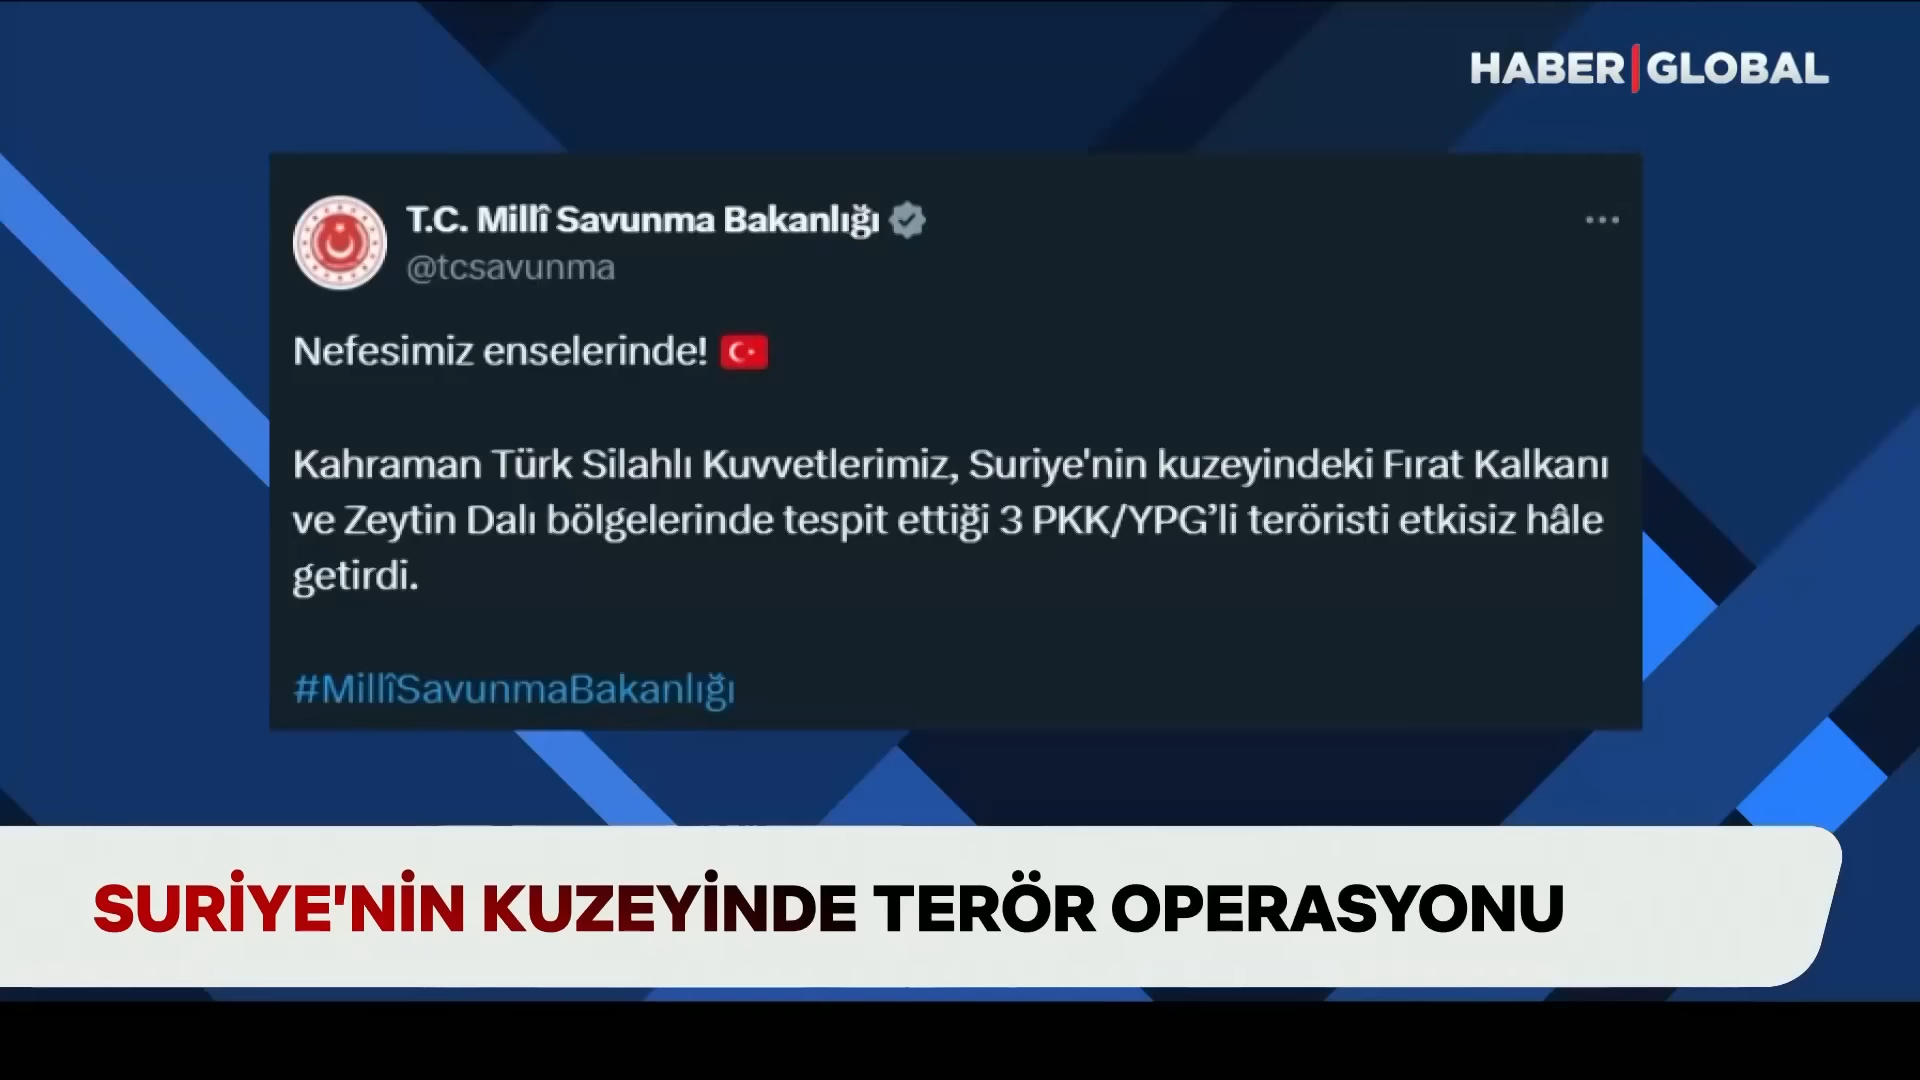 HABER GLOBAL
T.C. Millî Savunma Bakanlığı
@tcsavunma
Nefesimiz enselerinde!
Kahraman Türk Silahlı Kuvvetlerimiz, Suriye'nin kuzeyindeki Fırat Kalkanı
ve Zeytin Dalı bölgelerinde tespit ettiği 3 PKK/YPG’li teröristi etkisiz hâle
getirdi.
#MillîSavunmaBakanlığı
SURİYE'NİN KUZEYİNDE TERÖR OPERASYONU